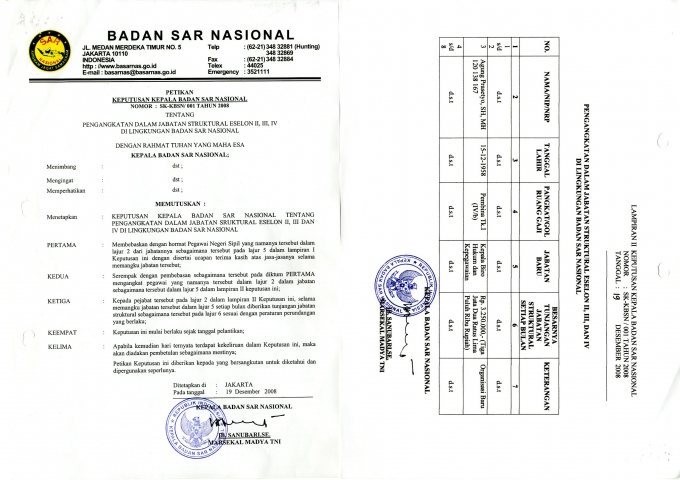 BADAN SAR NASIONAL
JL. MEDAN MERDEKA TIMUR NO. 5 Telp : (62-21) 348 32881 (Hunting)
JAKARTA 10110 348 32869
INDONESIA Fax : (62-21) 348 32884
http : //www.basarnas.go.id Telex : 44025
E-mail : basarnas@basarnas.go.id Emergency : 3521111
PETIKAN
KEPUTUSAN KEPALA BADAN SAR NASIONAL
NOMOR : SK-KBSN/ 001 TAHUN 2008
TENTANG
PENGANGKATAN DALAM JABATAN STRUKTURAL ESELON II, III, IV
DI LINGKUNGAN BADAN SAR NASIONAL
DENGAN RAHMAT TUHAN YANG MAHA ESA
KEPALA BADAN SAR NASIONAL;
Menimbang : dst ;
Mengingat : dst ;
Memperhatikan : dst ;
MEMUTUSKAN :
Menetapkan : KEPUTUSAN KEPALA BADAN SAR NASIONAL TENTANG
PENGANGKATAN DALAM JABATAN SRUKTURAL ESELON II, III DAN
IV DI LINGKUNGAN BADAN SAR NASIONAL
PERTAMA : Membebaskan dengan hormat Pegawai Negeri Sipil yang namanya tersebut dalam
lajur 2 dari jabatannya sebagaimana tersebut pada lajur 5 dalam lampiran I
Keputusan ini dengan disertai ucapan terima kasih atas jasa-jasanya selama
memangku jabatan tersebut;
KEDUA : Serempak dengan pembebasan sebagaimana tersebut pada diktum PERTAMA
mengangkat pegawai yang namanya tersebut dalam lajur 2 dalam jabatan
sebagaimana tersebut dalam lajur 5 dalam lampiran II keputusan ini;
KETIGA : Kepada pejabat tersebut pada lajur 2 dalam lampiran II Keputusan ini, selama
memangku jabatan tersebut dalam lajur 5 setiap bulan diberikan tunjangan jabatan
struktural sebagaimana tersebut pada lajur 6 sesuai dengan peraturan perundangan
yang berlaku;
KEEMPAT : Keputusan ini mulai berlaku sejak tanggal pelantikan;
KELIMA : Apabila kemudian hari ternyata terdapat kekeliruan dalam Keputusan ini, maka
akan diadakan pembetulan sebagaimana mestinya;
Petikan Keputusan ini diberikan kepada yang bersangkutan untuk diketahui dan
dipergunakan seperlunya.
Ditetapkan di : JAKARTA
Pada tanggal : 19 Desember 2008
KEPALA BADAN SAR NASIONAL
IB. SANUBARI,SE.
MARSEKAL MADYA TNI
LAMPIRAN II KEPUTUSAN KEPALA BADAN SAR NASIONAL
NOMOR : SK-KBSN/ 001 TAHUN 2008
TANGGAL : 19 DESEMBER 2008
PENGANGKATAN DALAM JABATAN STRUKTURAL ESELON II, III, DAN IV
DI LINGKUNGAN BADAN SAR NASIONAL
NO. NAMA/NIP/NRP TANGGAL LAHIR PANGKAT/GOL RUANG GAJI JABATAN BARU BESARNYA TUNJANGAN JABATAN STRUKTURAL SETIAP BULAN KETERANGAN
1 2 3 4 5 6 7
1 s/d 2 d.s.t d.s.t d.s.t d.s.t d.s.t d.s.t
3 Agung Prasetyo, SH, MH 120 138 167 15-12-1958 Pembina Tk.I (IV/b) Kepala Biro Hukum dan Kepegawaian Rp. 3.250.000,- (Tiga Juta Dua Ratus Lima Puluh Ribu Rupiah) Organisasi Baru
4 s/d 8 d.s.t d.s.t d.s.t d.s.t d.s.t d.s.t
KEPALA BADAN SAR NASIONAL
IB. SANUBARI,SE.
MARSEKAL MADYA TNI